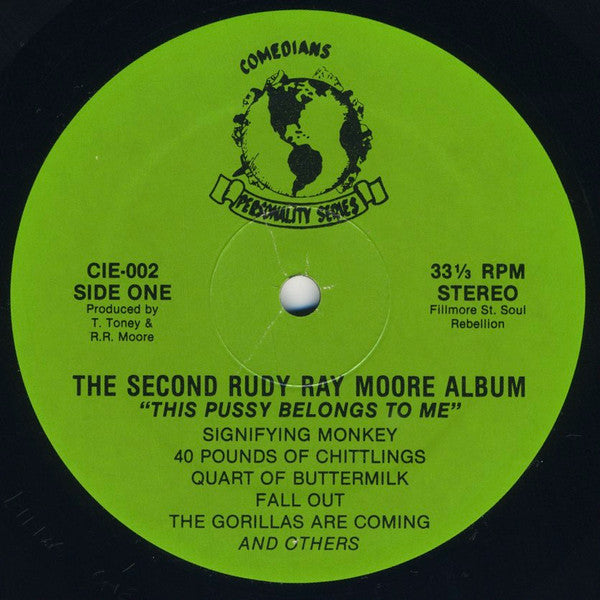 COMEDIANS
PERSONALITY SERIES
CIE-002
SIDE ONE
Produced by
T. Toney &
R.R. Moore
33⅓ RPM
STEREO
Fillmore St. Soul
Rebellion
THE SECOND RUDY RAY MOORE ALBUM
“THIS PUSSY BELONGS TO ME”
SIGNIFYING MONKEY
40 POUNDS OF CHITTLINGS
QUART OF BUTTERMILK
FALL OUT
THE GORILLAS ARE COMING
AND OTHERS